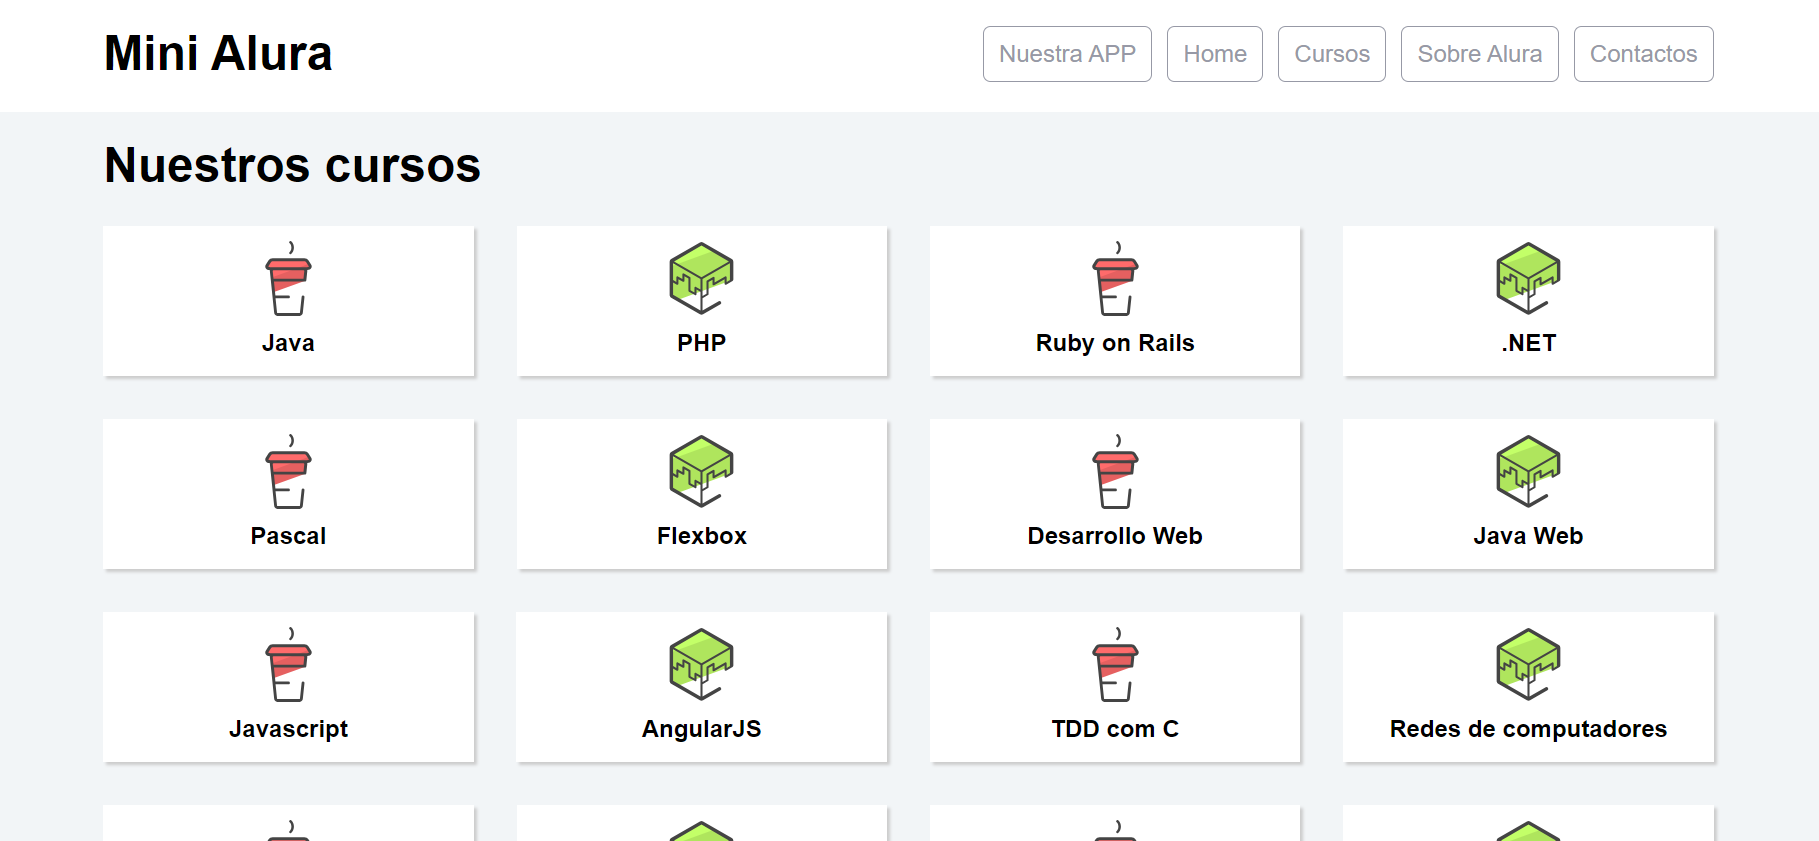 Mini Alura
Nuestra APP
Home
Cursos
Sobre Alura
Contactos
Nuestros cursos
Java
PHP
Ruby on Rails
.NET
Pascal
Flexbox
Desarrollo Web
Java Web
Javascript
AngularJS
TDD com C
Redes de computadores